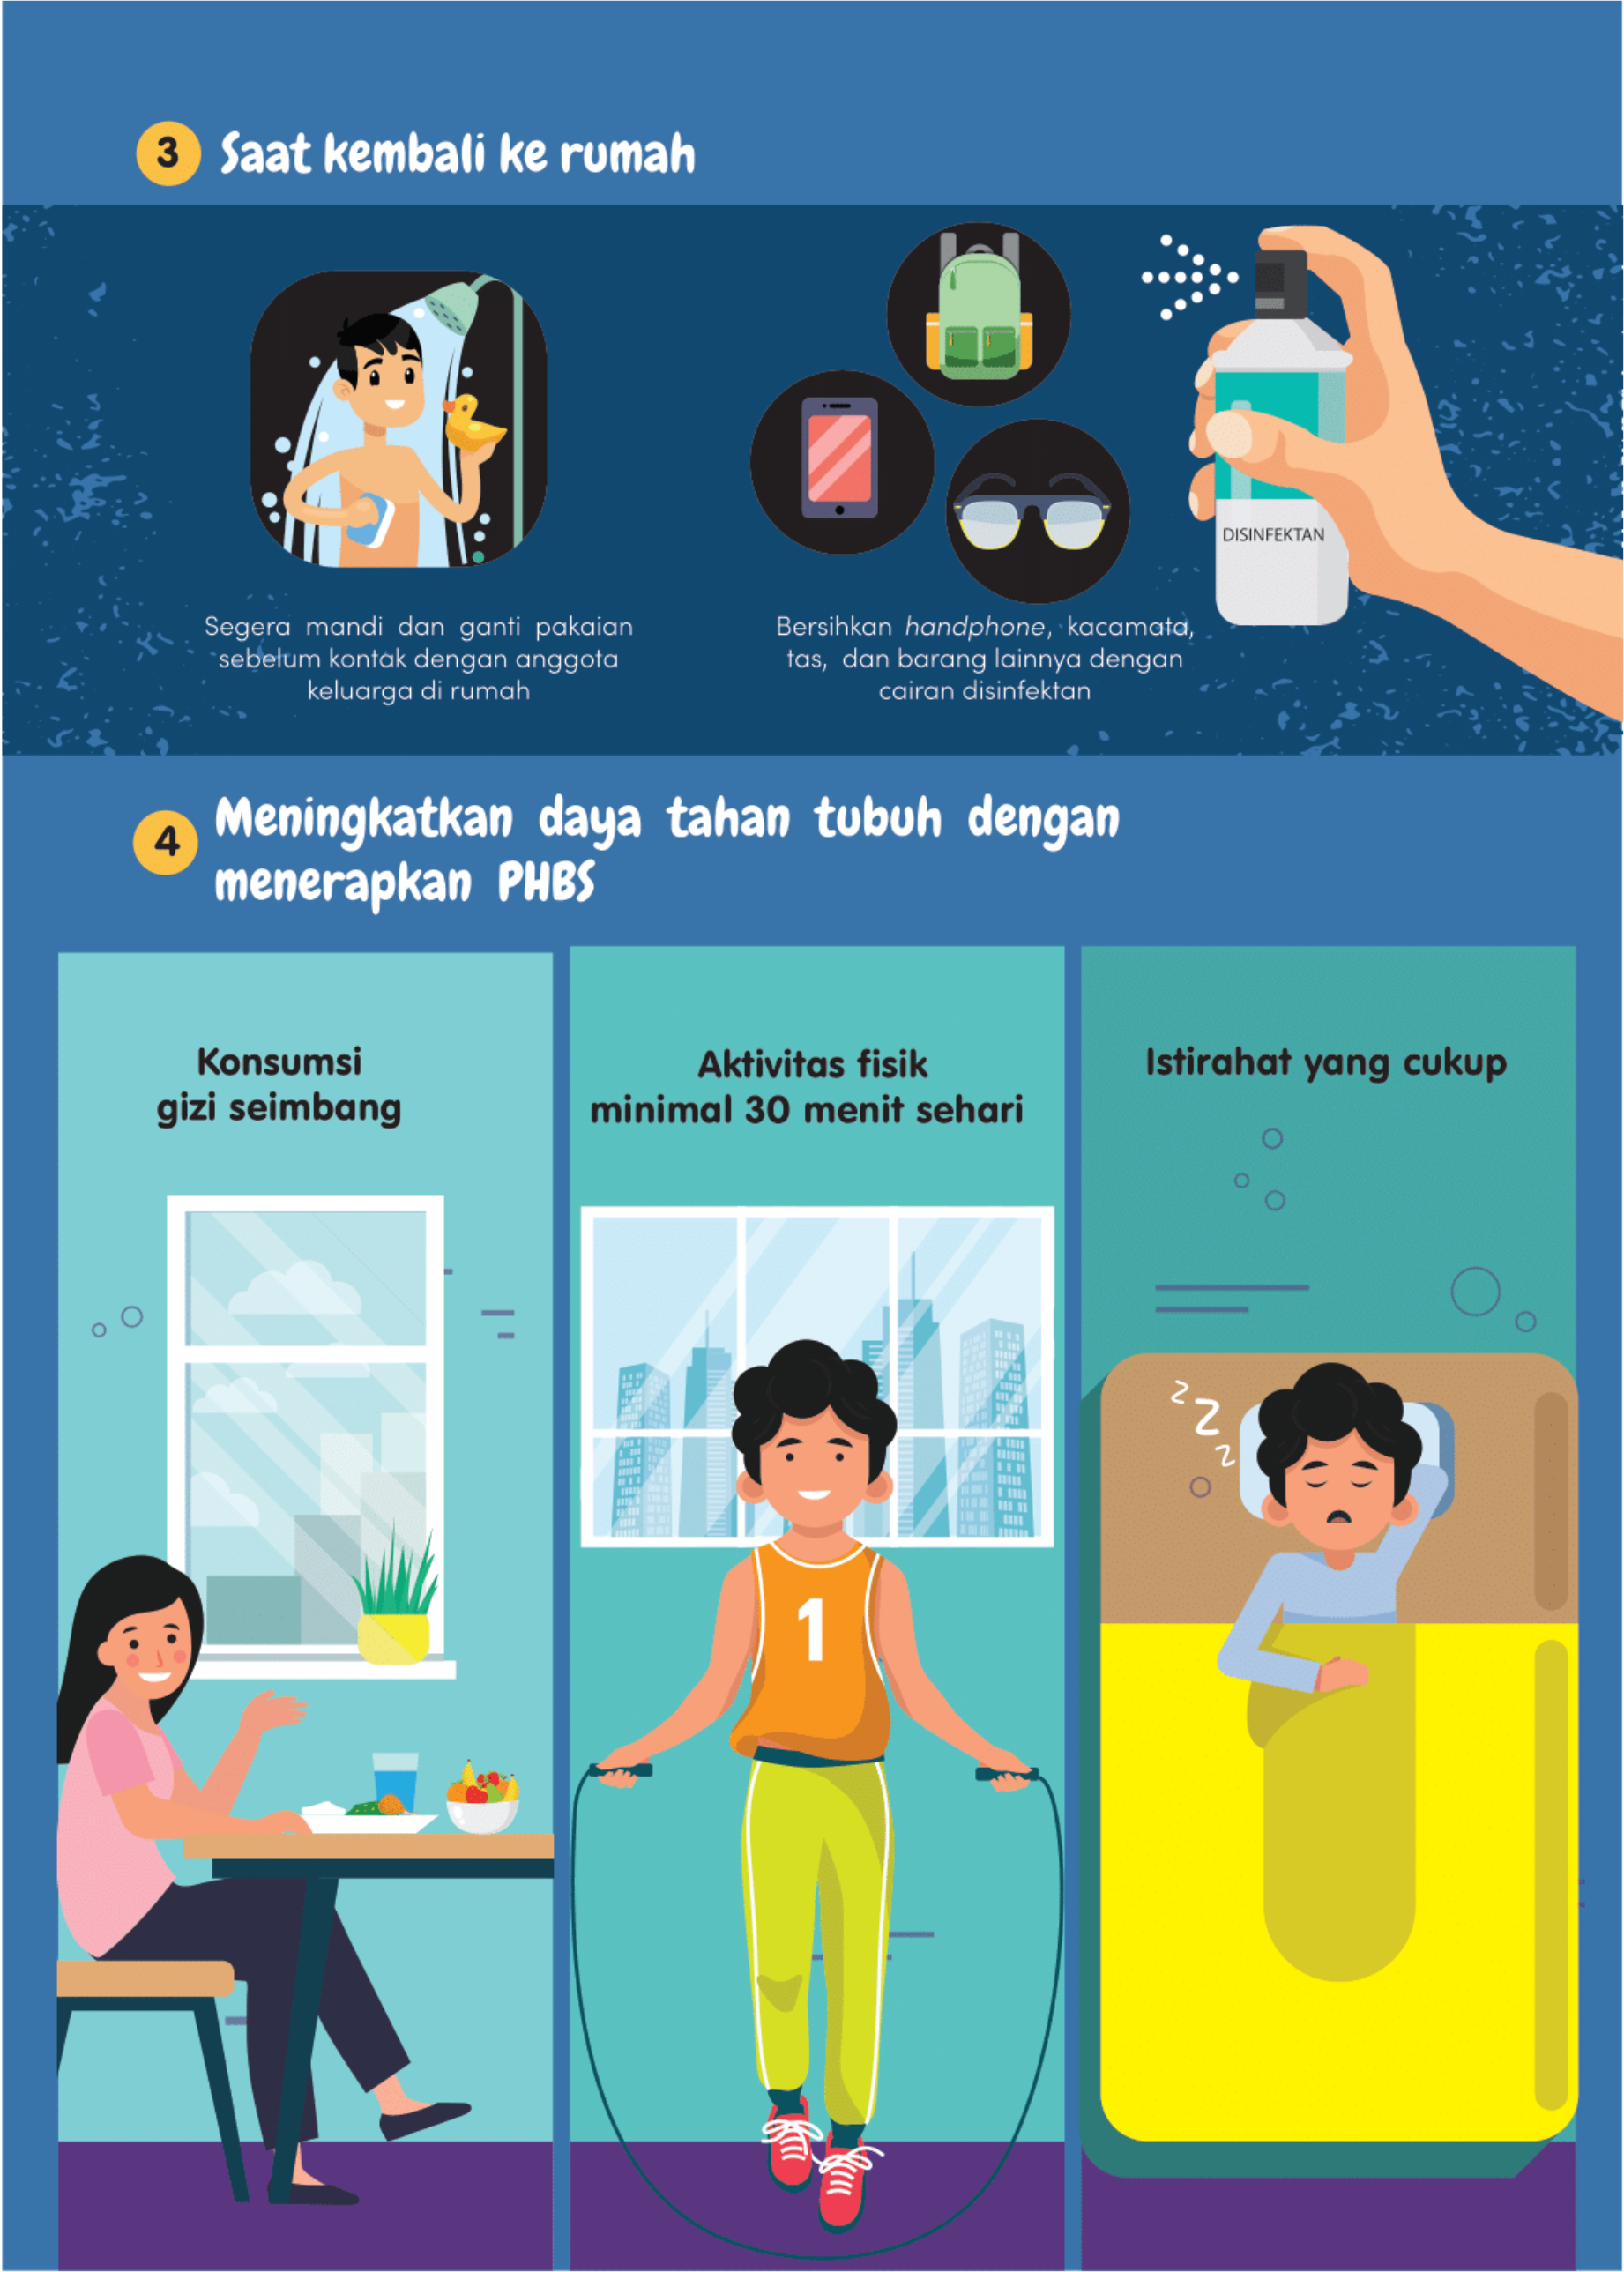 3 Saat kembali ke rumah
DISINFEKTAN
Segera mandi dan ganti pakaian
sebelum kontak dengan anggota
keluarga di rumah
Bersihkan handphone, kacamata,
tas, dan barang lainnya dengan
cairan disinfektan
4 Meningkatkan daya tahan tubuh dengan
menerapkan PHBS
Konsumsi
gizi seimbang
Aktivitas fisik
minimal 30 menit sehari
Istirahat yang cukup
z
z
z
1